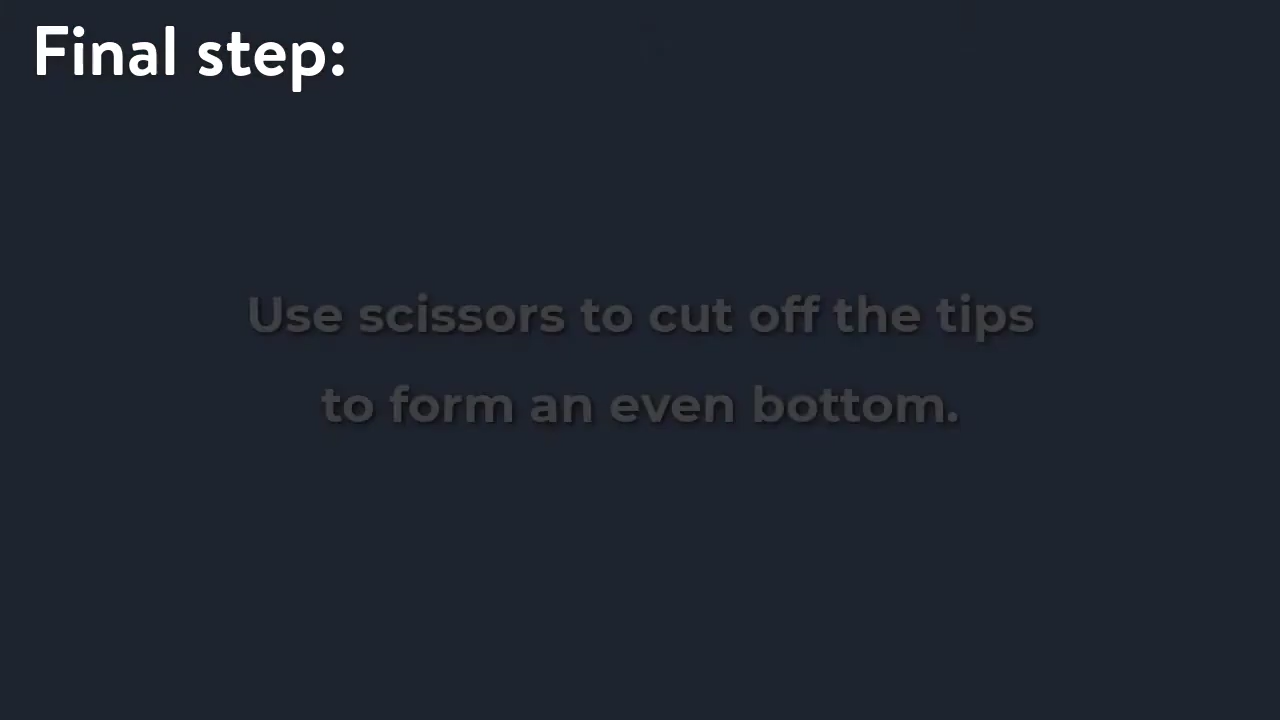 Final step:
Use scissors to cut off the tips
to form an even bottom.